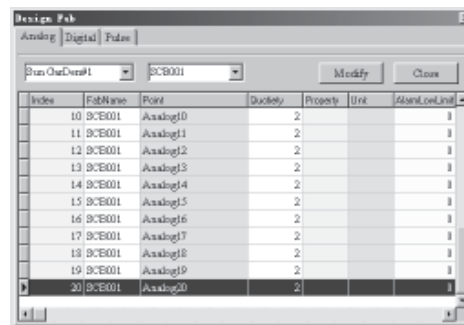 Design Fab
Analog Digital Pulse
Sun GarDen#1 SCB001 Modify Close
Index FabName Point Quotiety Property Unit AlarmLowLimit
10 SCB001 Analog10 2
11 SCB001 Analog11 2
12 SCB001 Analog12 2
13 SCB001 Analog13 2
14 SCB001 Analog14 2
15 SCB001 Analog15 2
16 SCB001 Analog16 2
17 SCB001 Analog17 2
18 SCB001 Analog18 2
19 SCB001 Analog19 2
20 SCB001 Analog20 2